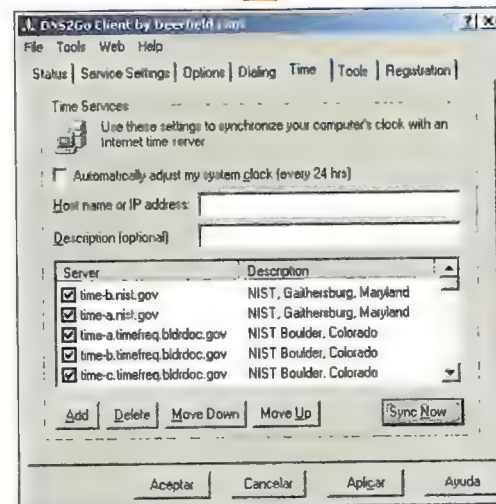 DNS2Go Client by Deerfield.com
File Tools Web Help
Status Service Settings Options Dialing Time Tools Registration
Time Services
Use these settings to synchronize your computer's clock with an
Internet time server
Automatically adjust my system clock (every 24 hrs)
Host name or IP address:
Description (optional)
Server Description
time-b.nist.gov NIST, Gaithersburg, Maryland
time-a.nist.gov NIST, Gaithersburg, Maryland
time-a.timefreq.bldrdoc.gov NIST Boulder, Colorado
time-b.timefreq.bldrdoc.gov NIST Boulder, Colorado
time-c.timefreq.bldrdoc.gov NIST Boulder, Colorado
Add Delete Move Down Move Up Sync Now
Aceptar Cancelar Aplicar Ayuda